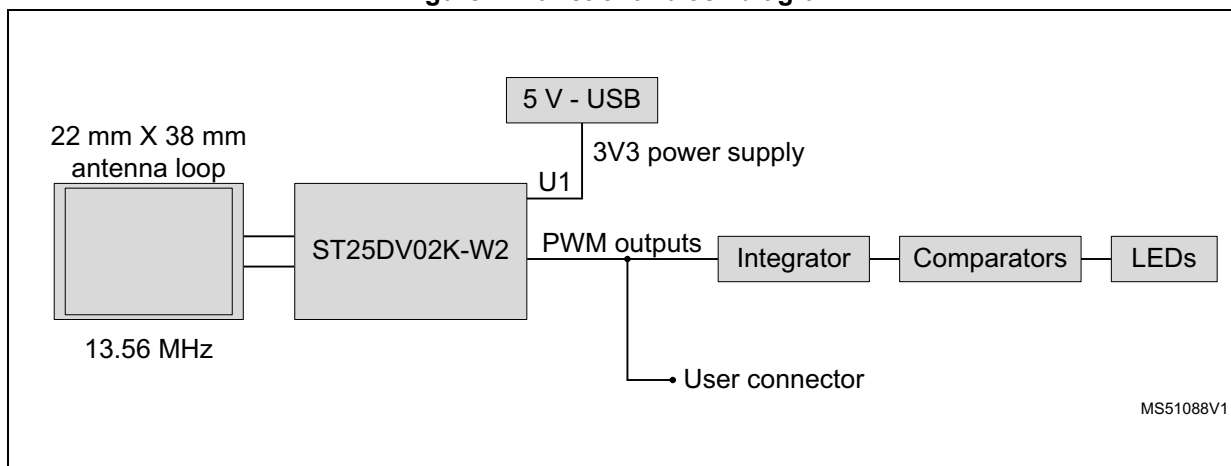 5 V - USB
22 mm X 38 mm
antenna loop
3V3 power supply
U1
ST25DV02K-W2
PWM outputs
Integrator
Comparators
LEDs
13.56 MHz
User connector
MS51088V1